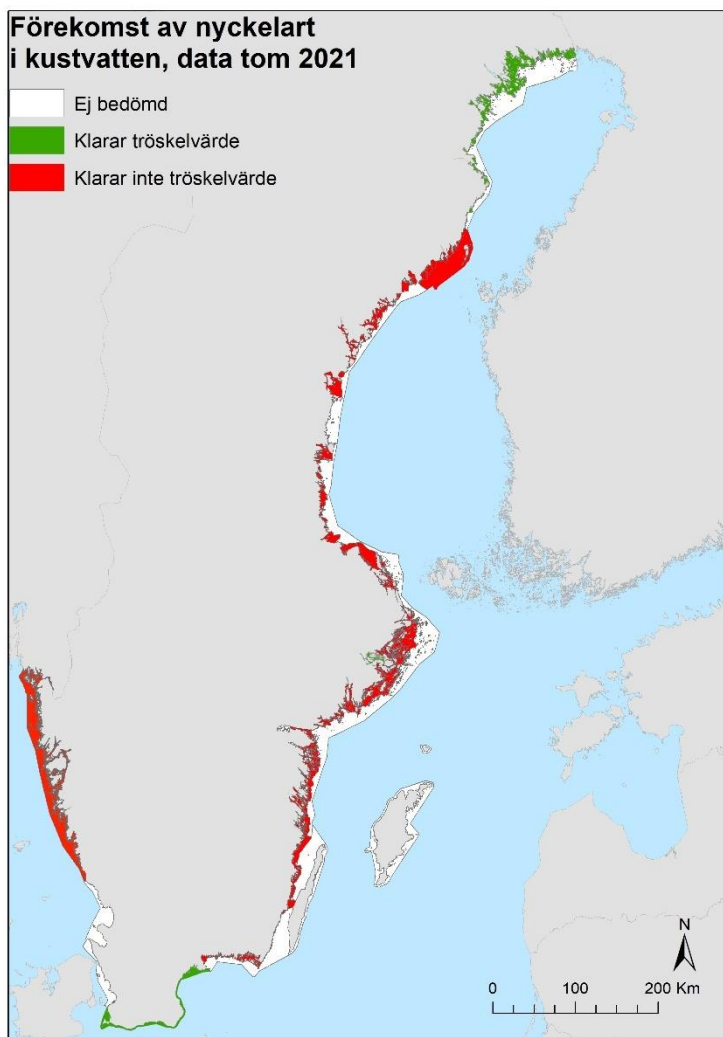 Förekomst av nyckelart
i kustvatten, data tom 2021
Ej bedömd
Klarar tröskelvärde
Klarar inte tröskelvärde
N
0 100 200 Km